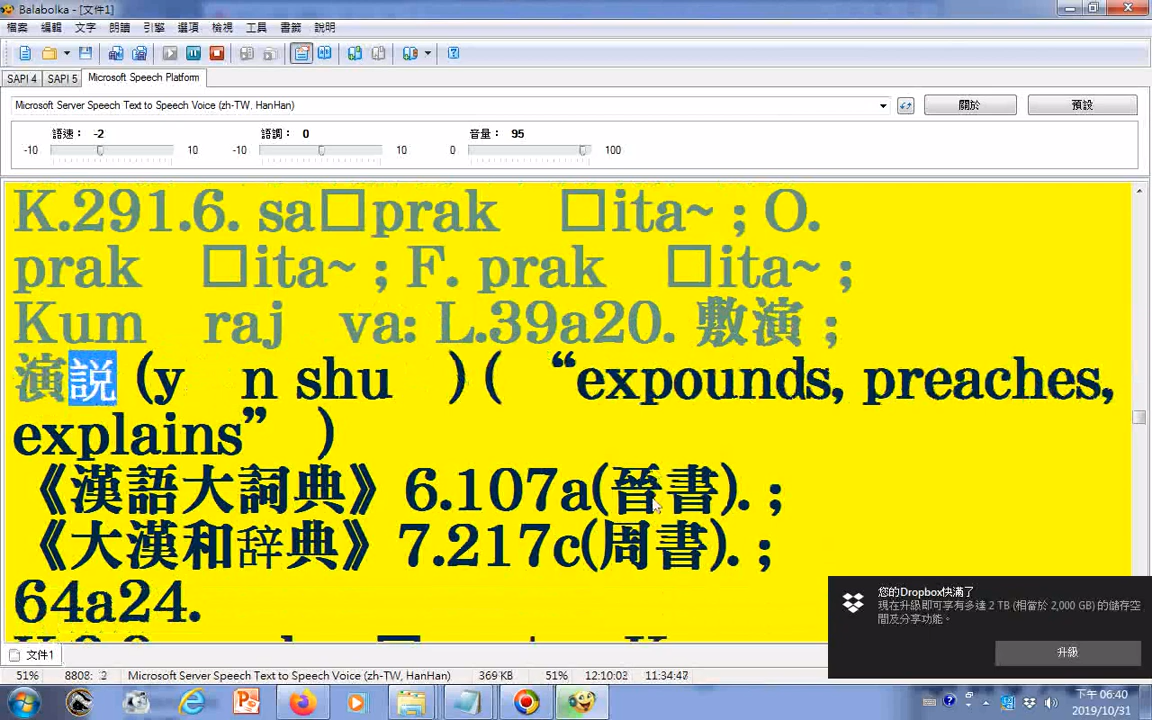 Balabolka - [文件1]
檔案 編輯 文字 朗讀 引擎 選項 檢視 工具 書籤 說明
SAPI 4 SAPI 5 Microsoft Speech Platform
Microsoft Server Speech Text to Speech Voice (zh-TW, HanHan) 關於 預設
語速： -2 語調： 0 音量： 95
-10 10 -10 10 0 100
K.291.6. sa□prak □ita~ ; O.
prak □ita~ ; F. prak □ita~ ;
Kum raj va: L.39a20. 敷演 ;
演説 (y n shu ) ( “expounds, preaches,
explains” )
《漢語大詞典》 6.107a(晉書). ;
《大漢和辞典》 7.217c(周書). ;
64a24.
您的Dropbox快滿了
現在升級即可享有多達 2 TB (相當於 2,000 GB) 的儲存空
間及分享功能。
升級
文件1
51% 8808: 2 Microsoft Server Speech Text to Speech Voice (zh-TW, HanHan) 369 KB 51% 12:10:02 11:34:47
下午 06:40
2019/10/31